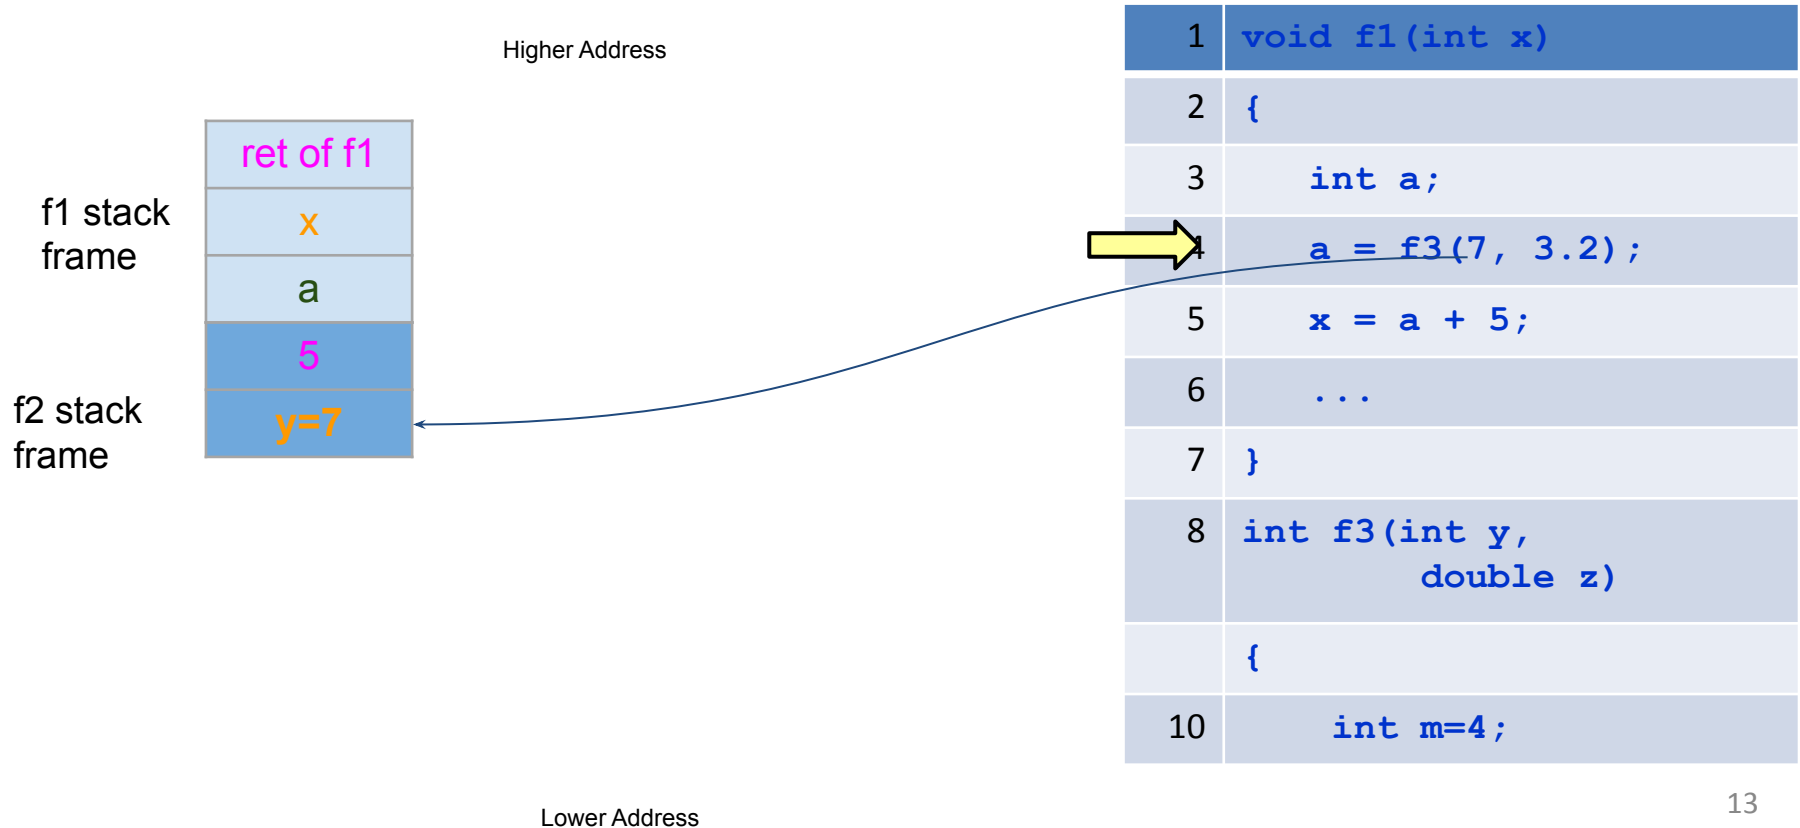 Higher Address
ret of f1
f1 stack
frame
x
a
5
f2 stack
frame
y=7
Lower Address
1 void f1(int x)
2 {
3 int a;
4 a = f3(7, 3.2);
5 x = a + 5;
6 ...
7 }
8 int f3(int y,
double z)
{
10 int m=4;
13